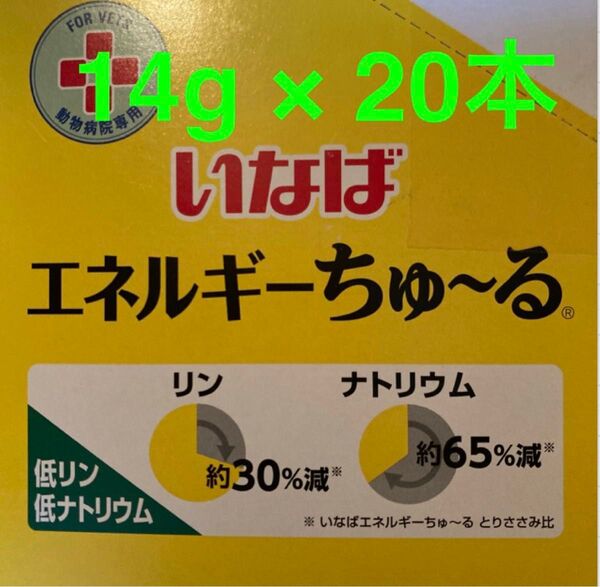 FOR VETS
動物病院専用
14g × 20本
いなば
エネルギーちゅ～る®
リン
ナトリウム
約30%減※
約65%減※
低リン
低ナトリウム
※ いなばエネルギーちゅ～る とりささみ比